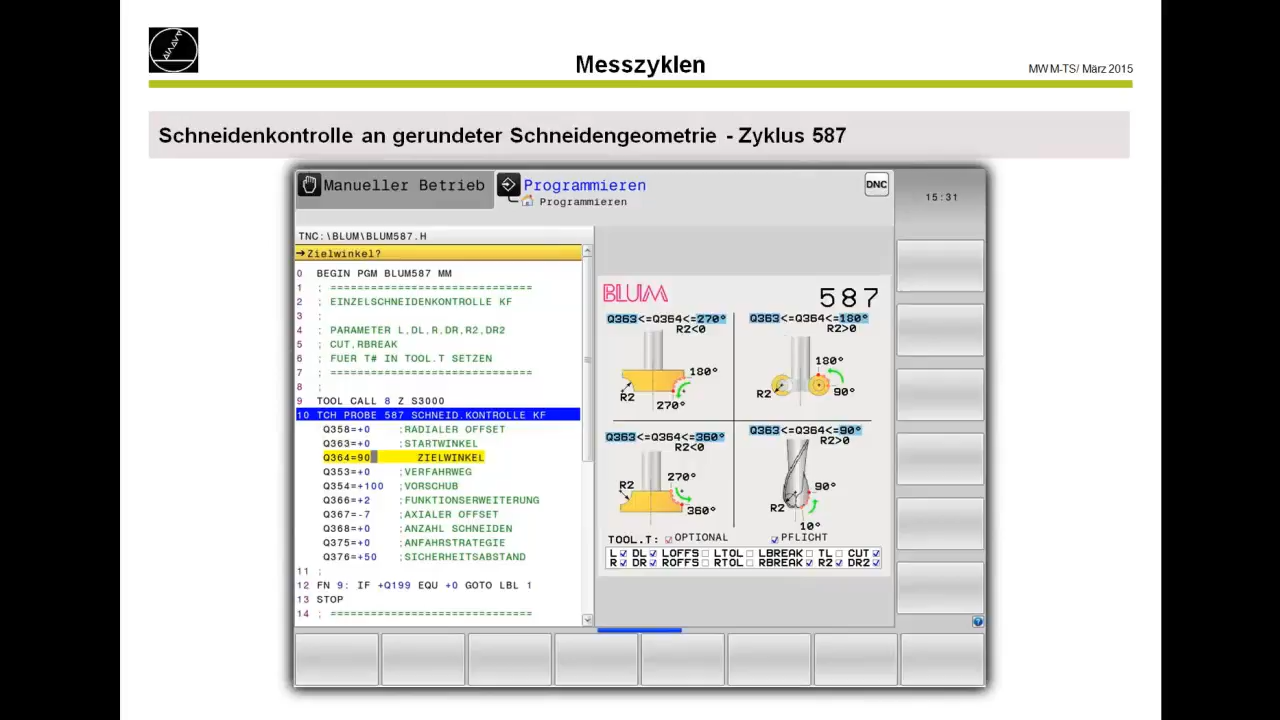 Messzyklen
MWM-TS/ März 2015
Schneidenkontrolle an gerundeter Schneidengeometrie - Zyklus 587
Manueller Betrieb
Programmieren
Programmieren
DNC
15:31
TNC:\BLUM\BLUM587.H
→Zielwinkel?
0 BEGIN PGM BLUM587 MM
1 ; ==============================
2 ; EINZELSCHNEIDENKONTROLLE KF
3 ;
4 ; PARAMETER L,DL,R,DR,R2,DR2
5 ; CUT,RBREAK
6 ; FUER T# IN TOOL.T SETZEN
7 ; ==============================
8 ;
9 TOOL CALL 8 Z S3000
10 TCH PROBE 587 SCHNEID.KONTROLLE KF
Q358=+0 ;RADIALER OFFSET
Q363=+0 ;STARTWINKEL
Q364=90 ZIELWINKEL
Q353=+0 ;VERFAHRWEG
Q354=+100 ;VORSCHUB
Q366=+2 ;FUNKTIONSERWEITERUNG
Q367=-7 ;AXIALER OFFSET
Q368=+0 ;ANZAHL SCHNEIDEN
Q375=+0 ;ANFAHRSTRATEGIE
Q376=+50 ;SICHERHEITSABSTAND
11 ;
12 FN 9: IF +Q199 EQU +0 GOTO LBL 1
13 STOP
14 ; ==============================
BLUM
587
Q363<=Q364<=270°
R2<0
180°
R2
270°
Q363<=Q364<=180°
R2>0
180°
R2
90°
Q363<=Q364<=360°
R2<0
R2
270°
360°
Q363<=Q364<=90°
R2>0
90°
R2
10°
TOOL.T: OPTIONAL PFLICHT
L DL LOFFS LTOL LBREAK TL CUT
R DR ROFFS RTOL RBREAK R2 DR2